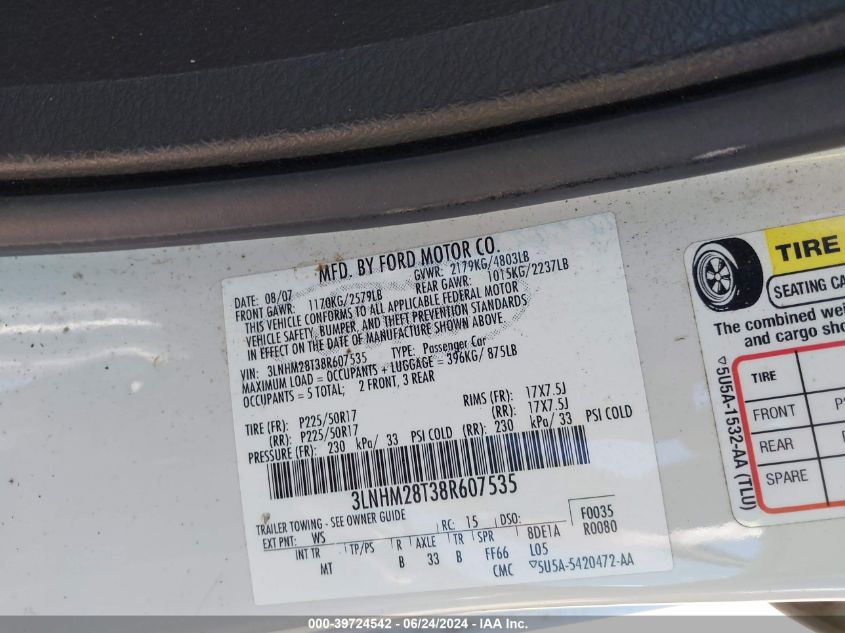 MFD. BY FORD MOTOR CO.
DATE: 08/07 GVWR: 2179KG/4803LB
FRONT GAWR: 1170KG/2579LB REAR GAWR: 1015KG/2237LB
THIS VEHICLE CONFORMS TO ALL APPLICABLE FEDERAL MOTOR
VEHICLE SAFETY, BUMPER, AND THEFT PREVENTION STANDARDS
IN EFFECT ON THE DATE OF MANUFACTURE SHOWN ABOVE.
VIN: 3LNHM28T38R607535 TYPE: Passenger Car
MAXIMUM LOAD = OCCUPANTS + LUGGAGE = 396KG/ 875LB
OCCUPANTS = 5 TOTAL; 2 FRONT, 3 REAR
TIRE (FR): P225/50R17 RIMS (FR): 17X7.5J
(RR): P225/50R17 (RR): 17X7.5J
PRESSURE (FR): 230 kPa/ 33 PSI COLD (RR): 230 kPa/ 33 PSI COLD
3LNHM28T38R607535
TRAILER TOWING - SEE OWNER GUIDE
EXT PNT: WS RC: 15 DSO: F0035
INT TR TP/PS R AXLE TR SPR 8DE1A R0080
MT B 33 B FF66 L05
CMC 5U5A-5420472-AA
TIRE
SEATING CA
The combined wei
and cargo sho
TIRE
FRONT P
REAR
SPARE
5U5A-1532-AA (TLU)
000-39724542 - 06/24/2024 - IAA Inc.